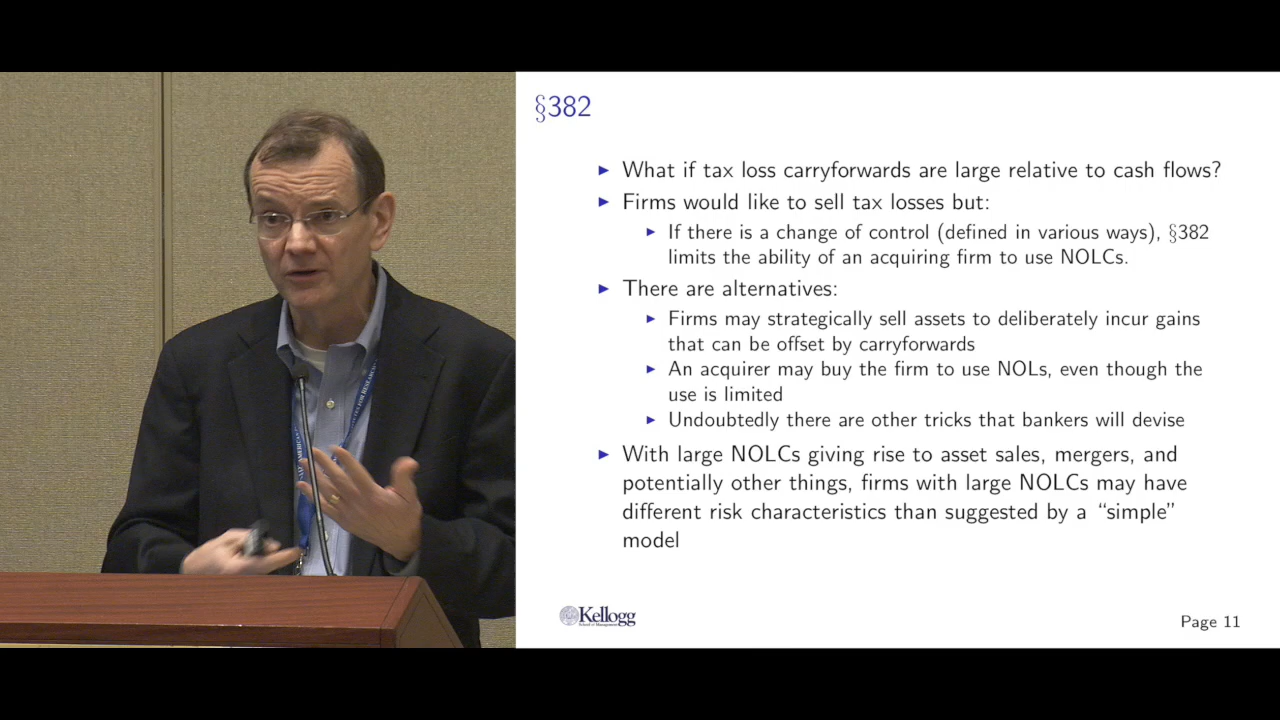 §382
What if tax loss carryforwards are large relative to cash flows?
Firms would like to sell tax losses but:
If there is a change of control (defined in various ways), §382
limits the ability of an acquiring firm to use NOLCs.
There are alternatives:
Firms may strategically sell assets to deliberately incur gains
that can be offset by carryforwards
An acquirer may buy the firm to use NOLs, even though the
use is limited
Undoubtedly there are other tricks that bankers will devise
With large NOLCs giving rise to asset sales, mergers, and
potentially other things, firms with large NOLCs may have
different risk characteristics than suggested by a “simple”
model
Kellogg
School of Management
Page 11